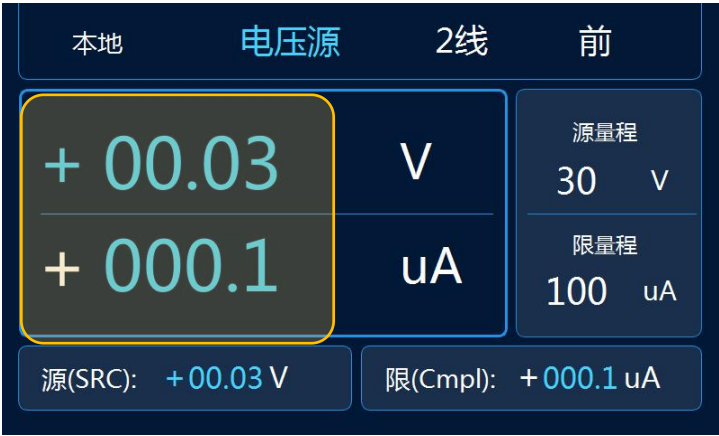 本地 电压源 2线 前
+ 00.03 V
+ 000.1 uA
源量程
30 V
限量程
100 uA
源(SRC): +00.03 V 限(Cmpl): +000.1 uA